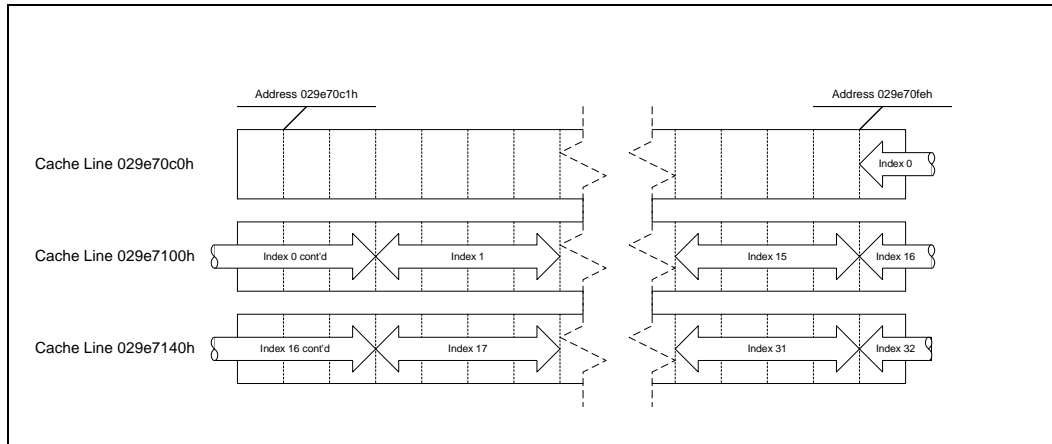 Address 029e70c1h
Address 029e70feh
Cache Line 029e70c0h
Index 0
Cache Line 029e7100h
Index 0 cont'd
Index 1
Index 15
Index 16
Cache Line 029e7140h
Index 16 cont'd
Index 17
Index 31
Index 32